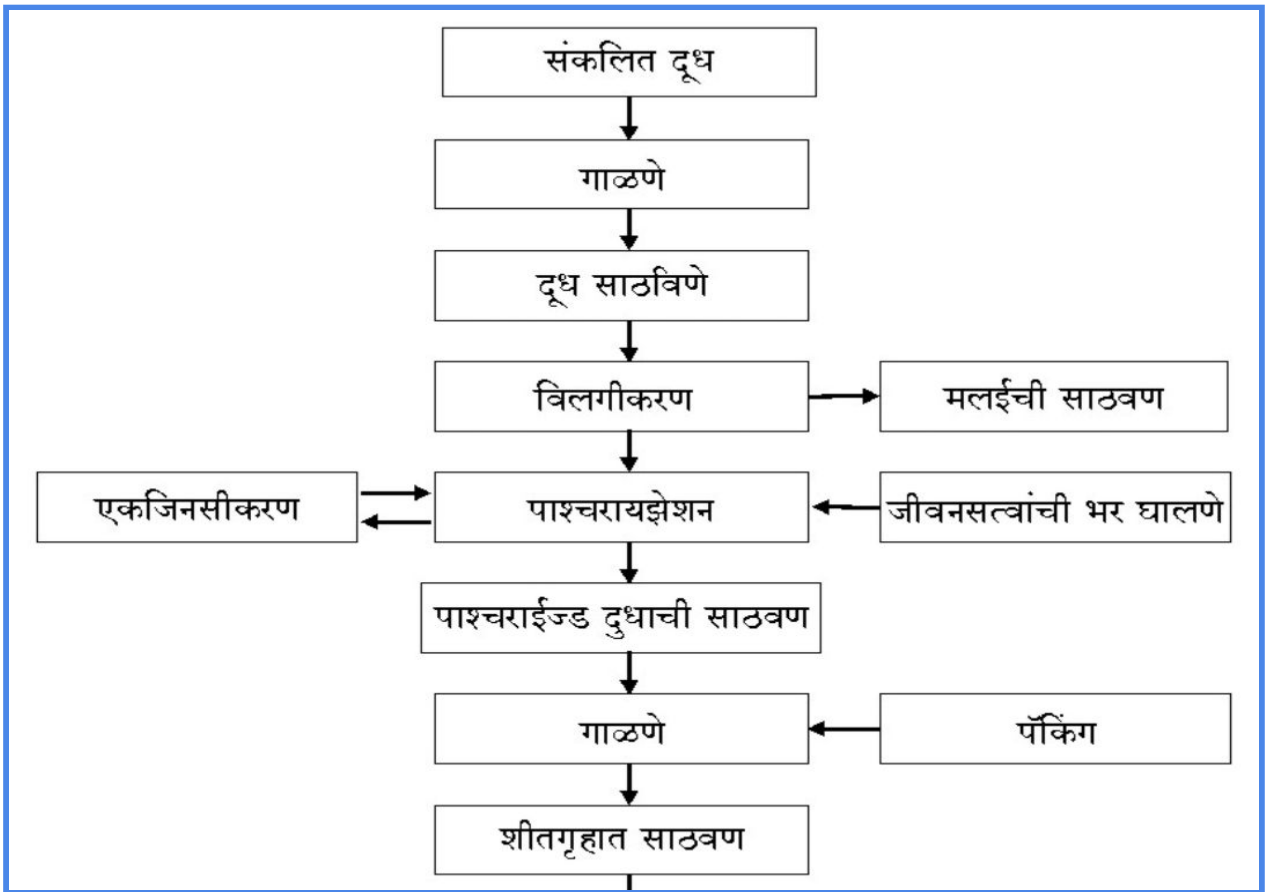 संकलित दूध
गाळणे
दूध साठविणे
विलगीकरण
मलईची साठवण
एकजिनसीकरण
पाश्चरायझेशन
जीवनसत्वांची भर घालणे
पाश्चराईज्ड दुधाची साठवण
गाळणे
पॅकिंग
शीतगृहात साठवण